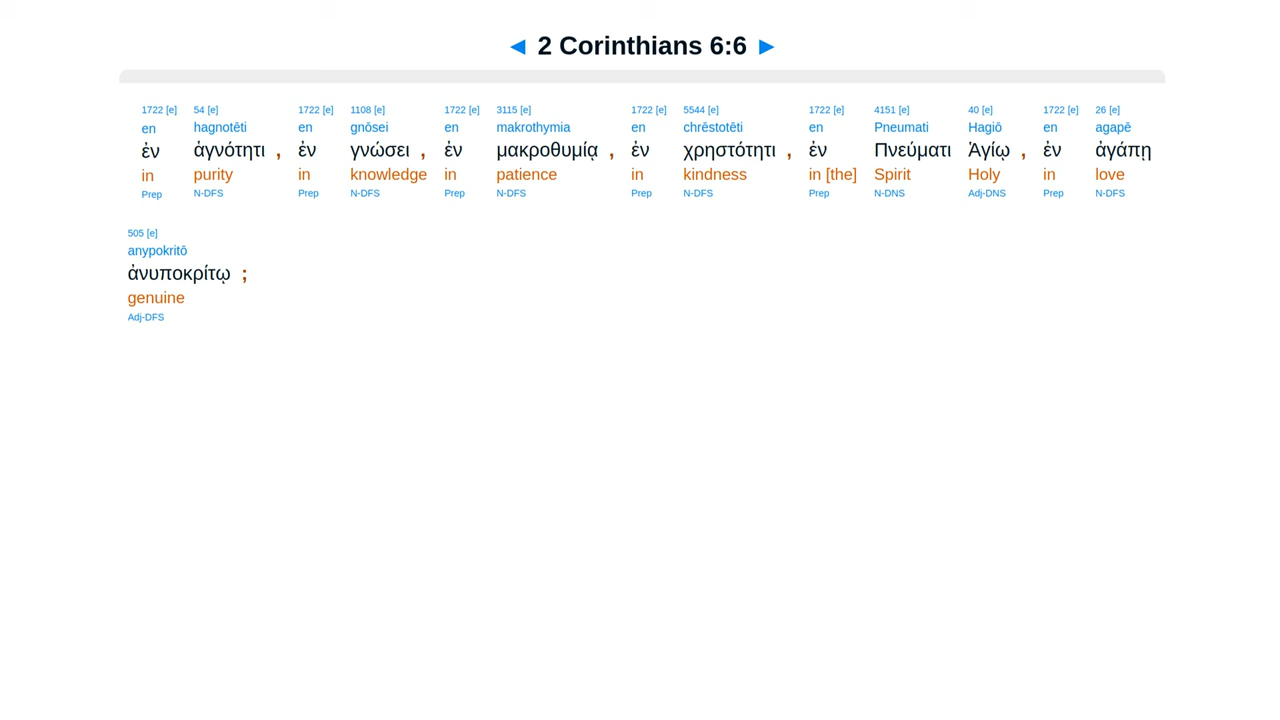 ◄ 2 Corinthians 6:6 ►
1722 [e] 54 [e] 1722 [e] 1108 [e] 1722 [e] 3115 [e] 1722 [e] 5544 [e] 1722 [e] 4151 [e] 40 [e] 1722 [e] 26 [e]
en hagnotēti en gnōsei en makrothymia en chrēstotēti en Pneumati Hagiō en agapē
ἐν ἁγνότητι , ἐν γνώσει , ἐν μακροθυμίᾳ , ἐν χρηστότητι , ἐν Πνεύματι Ἁγίῳ , ἐν ἀγάπῃ
in purity in knowledge in patience in kindness in [the] Spirit Holy in love
Prep N-DFS Prep N-DFS Prep N-DFS Prep N-DFS Prep N-DNS Adj-DNS Prep N-DFS
505 [e]
anypokritō
ἀνυποκρίτῳ ;
genuine
Adj-DFS